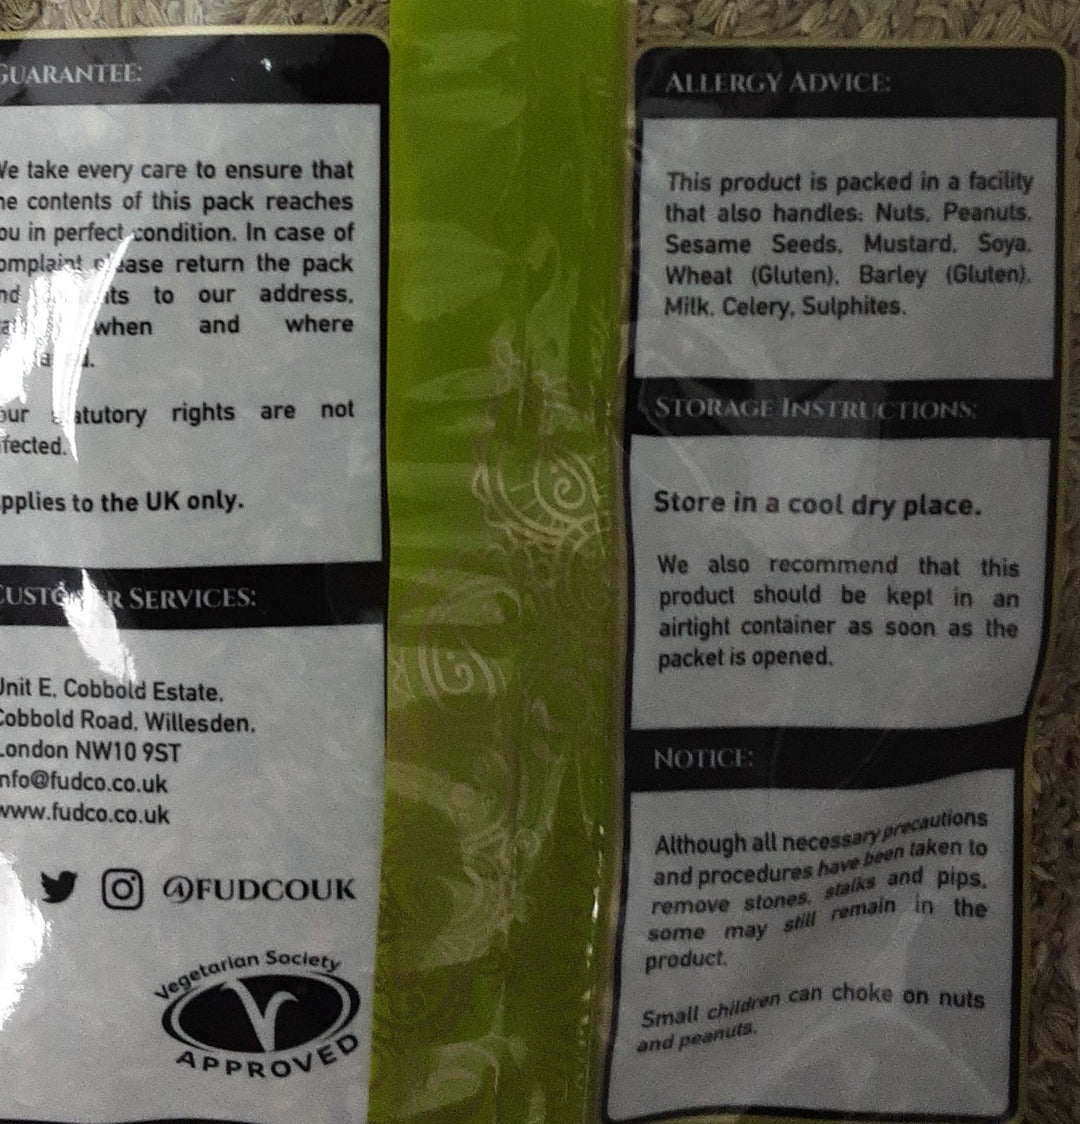 GUARANTEE:
We take every care to ensure that
the contents of this pack reaches
you in perfect condition. In case of
complaint please return the pack
to our address,
when and where
statutory rights are not
affected.
Applies to the UK only.
CUSTOMER SERVICES:
Unit E, Cobbold Estate,
Cobbold Road, Willesden,
London NW10 9ST
info@fudco.co.uk
www.fudco.co.uk
@FUDCOUK
Vegetarian Society
APPROVED
ALLERGY ADVICE:
This product is packed in a facility
that also handles: Nuts, Peanuts,
Sesame Seeds, Mustard, Soya,
Wheat (Gluten), Barley (Gluten),
Milk, Celery, Sulphites.
STORAGE INSTRUCTIONS:
Store in a cool dry place.
We also recommend that this
product should be kept in an
airtight container as soon as the
packet is opened.
NOTICE:
Although all necessary precautions
and procedures have been taken to
remove stones, stalks and pips,
some may still remain in the
product.
Small children can choke on nuts
and peanuts.